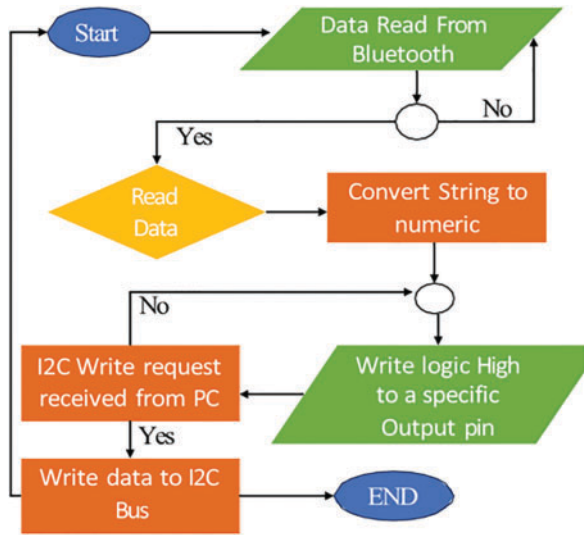 Start
Data Read From
Bluetooth
No
Yes
Read
Data
Convert String to
numeric
No
I2C Write request
received from PC
Write logic High
to a specific
Output pin
Yes
Write data to I2C
Bus
END